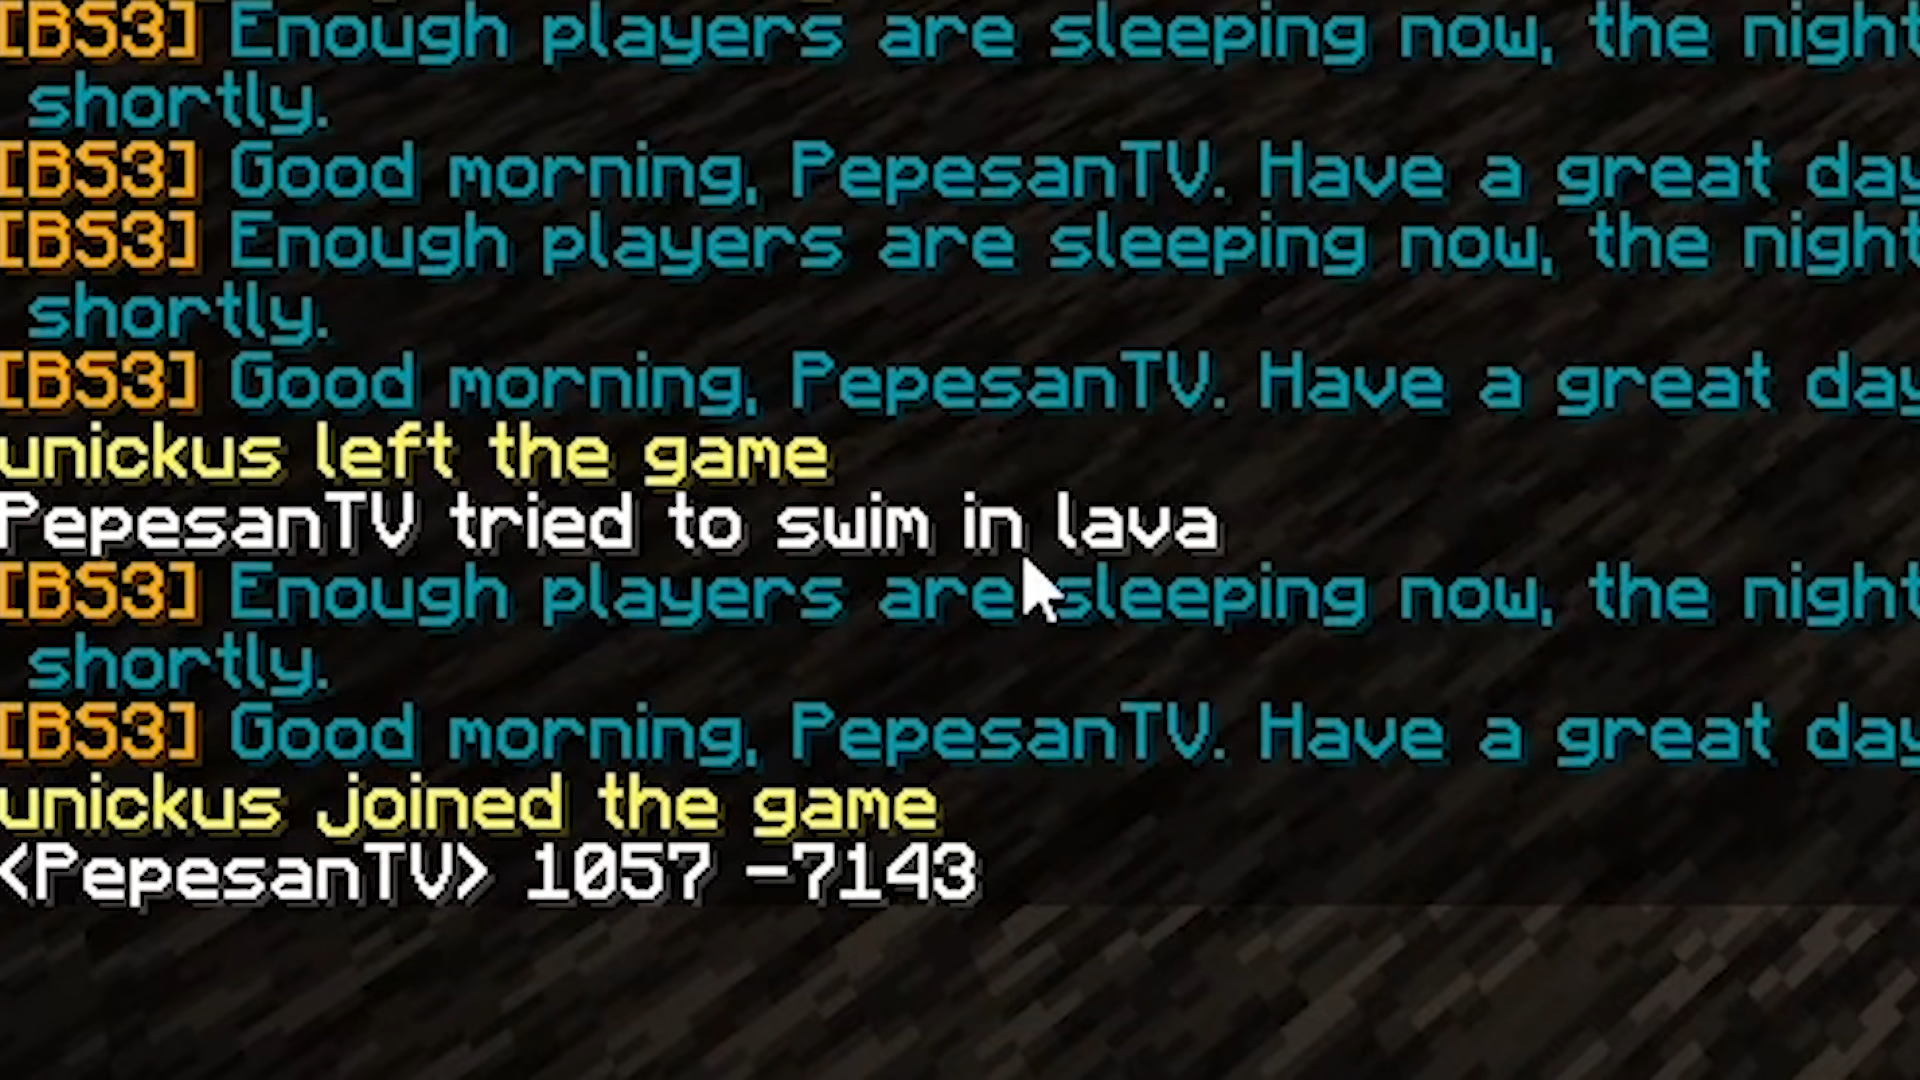 [BS3] Enough players are sleeping now, the night
shortly.
[BS3] Good morning, PepesanTV. Have a great day
[BS3] Enough players are sleeping now, the night
shortly.
[BS3] Good morning, PepesanTV. Have a great day
unickus left the game
PepesanTV tried to swim in lava
[BS3] Enough players are sleeping now, the night
shortly.
[BS3] Good morning, PepesanTV. Have a great day
unickus joined the game
<PepesanTV> 1057 -7143